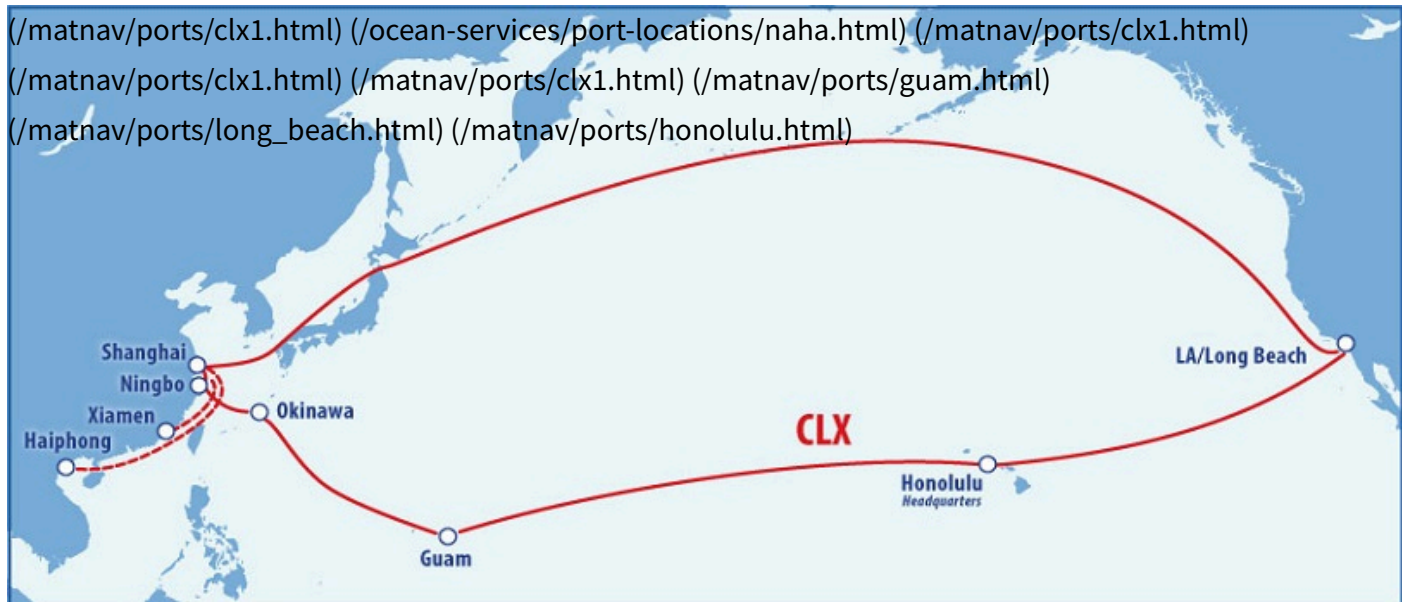 (/matnav/ports/clx1.html) (/ocean-services/port-locations/naha.html) (/matnav/ports/clx1.html)
(/matnav/ports/clx1.html) (/matnav/ports/clx1.html) (/matnav/ports/guam.html)
(/matnav/ports/long_beach.html) (/matnav/ports/honolulu.html)
Shanghai
LA/Long Beach
Ningbo
Xiamen
Okinawa
Haiphong
CLX
Honolulu
Headquarters
Guam